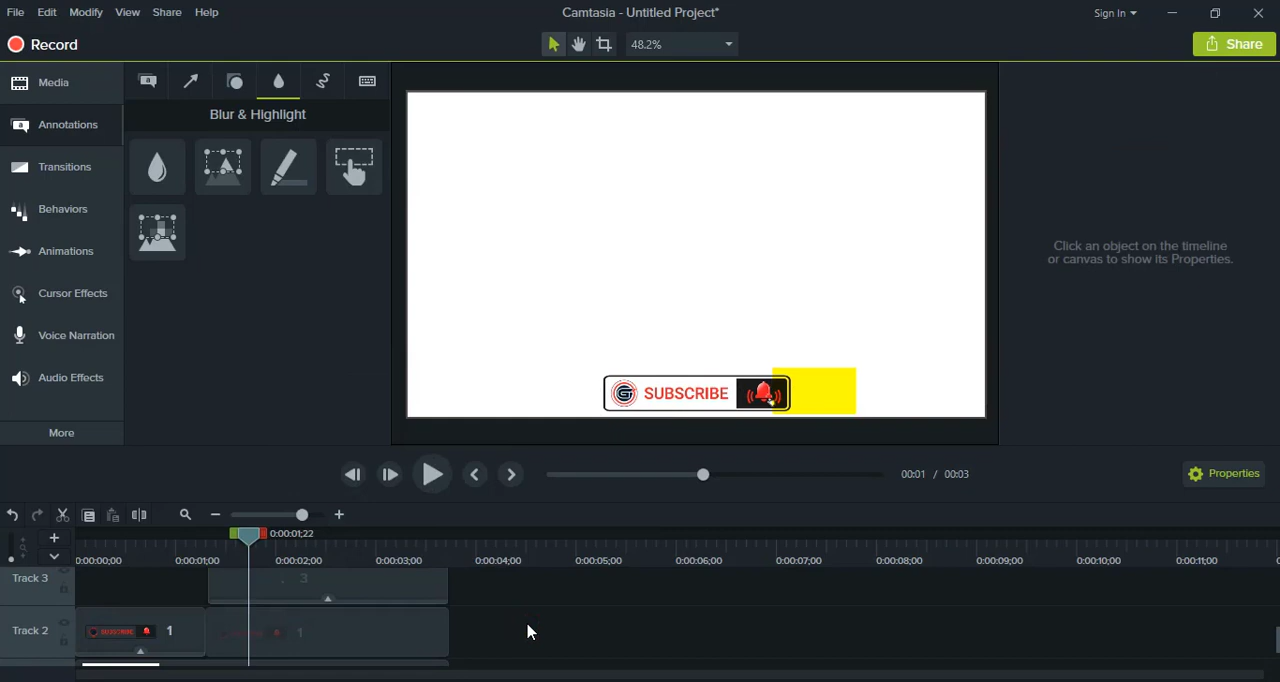 File Edit Modify View Share Help
Camtasia - Untitled Project*
Sign In
Record
48.2%
Share
Media
a
Annotations
Transitions
Behaviors
Animations
Cursor Effects
Voice Narration
Audio Effects
More
a
Blur & Highlight
SUBSCRIBE
Click an object on the timeline
or canvas to show its Properties.
00:01 / 00:03
Properties
0:00:01;22
0:00:00;00 0:00:01;00 0:00:02;00 0:00:03;00 0:00:04;00 0:00:05;00 0:00:06;00 0:00:07;00 0:00:08;00 0:00:09;00 0:00:10;00 0:00:11;00
Track 3
3
Track 2
SUBSCRIBE 1
1